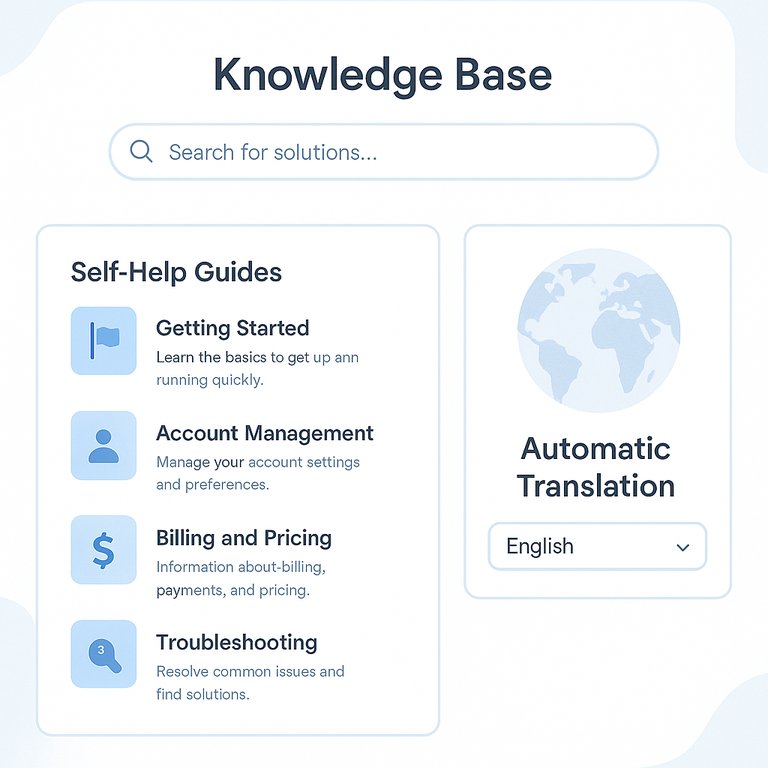 Knowledge Base
Search for solutions...
Self-Help Guides
Getting Started
Learn the basics to get up ann
running quickly.
Account Management
Manage your account settings
and preferences.
Billing and Pricing
Information about-billing,
payments, and pricing.
$
3
Troubleshooting
Resolve common issues and
find solutions.
Automatic
Translation
English